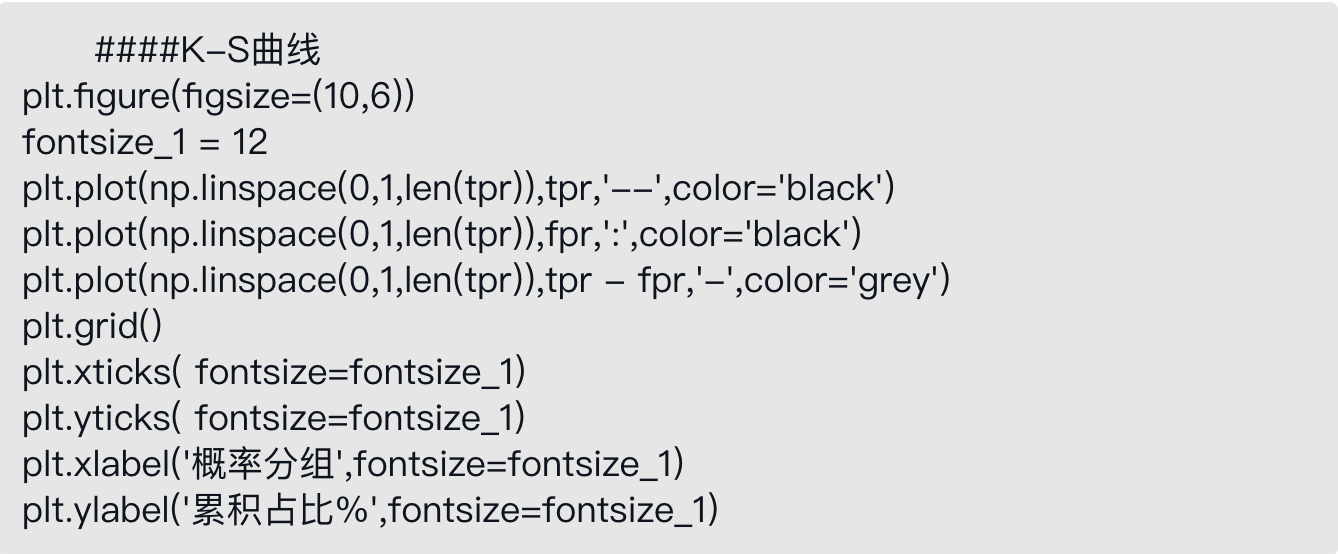 ####K-S曲线
plt.figure(figsize=(10,6))
fontsize_1 = 12
plt.plot(np.linspace(0,1,len(tpr)),tpr,'--',color='black')
plt.plot(np.linspace(0,1,len(tpr)),fpr,':',color='black')
plt.plot(np.linspace(0,1,len(tpr)),tpr - fpr,'-',color='grey')
plt.grid()
plt.xticks( fontsize=fontsize_1)
plt.yticks( fontsize=fontsize_1)
plt.xlabel('概率分组',fontsize=fontsize_1)
plt.ylabel('累积占比%',fontsize=fontsize_1)